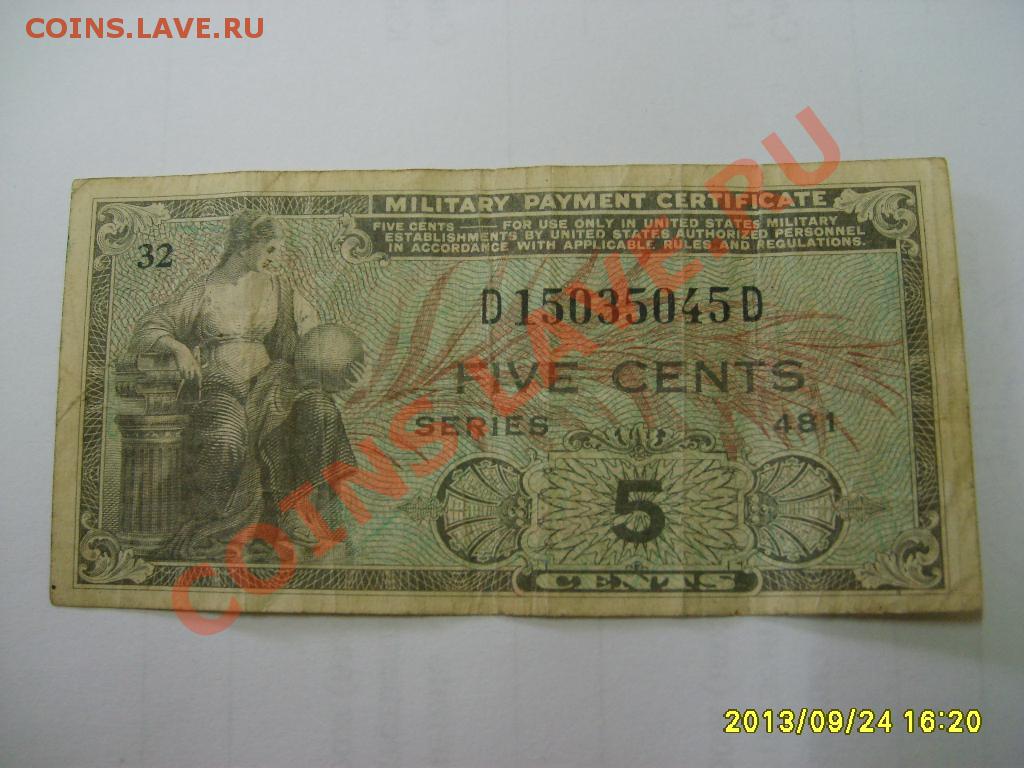 COINS.LAVE.RU
MILITARY PAYMENT CERTIFICATE
FIVE CENTS — FOR USE ONLY IN UNITED STATES MILITARY
ESTABLISHMENTS BY UNITED STATES AUTHORIZED PERSONNEL
IN ACCORDANCE WITH APPLICABLE RULES AND REGULATIONS.
32
D15035045D
FIVE CENTS
SERIES 481
5
CENTS
COINS.LAVE.RU
2013/09/24 16:20